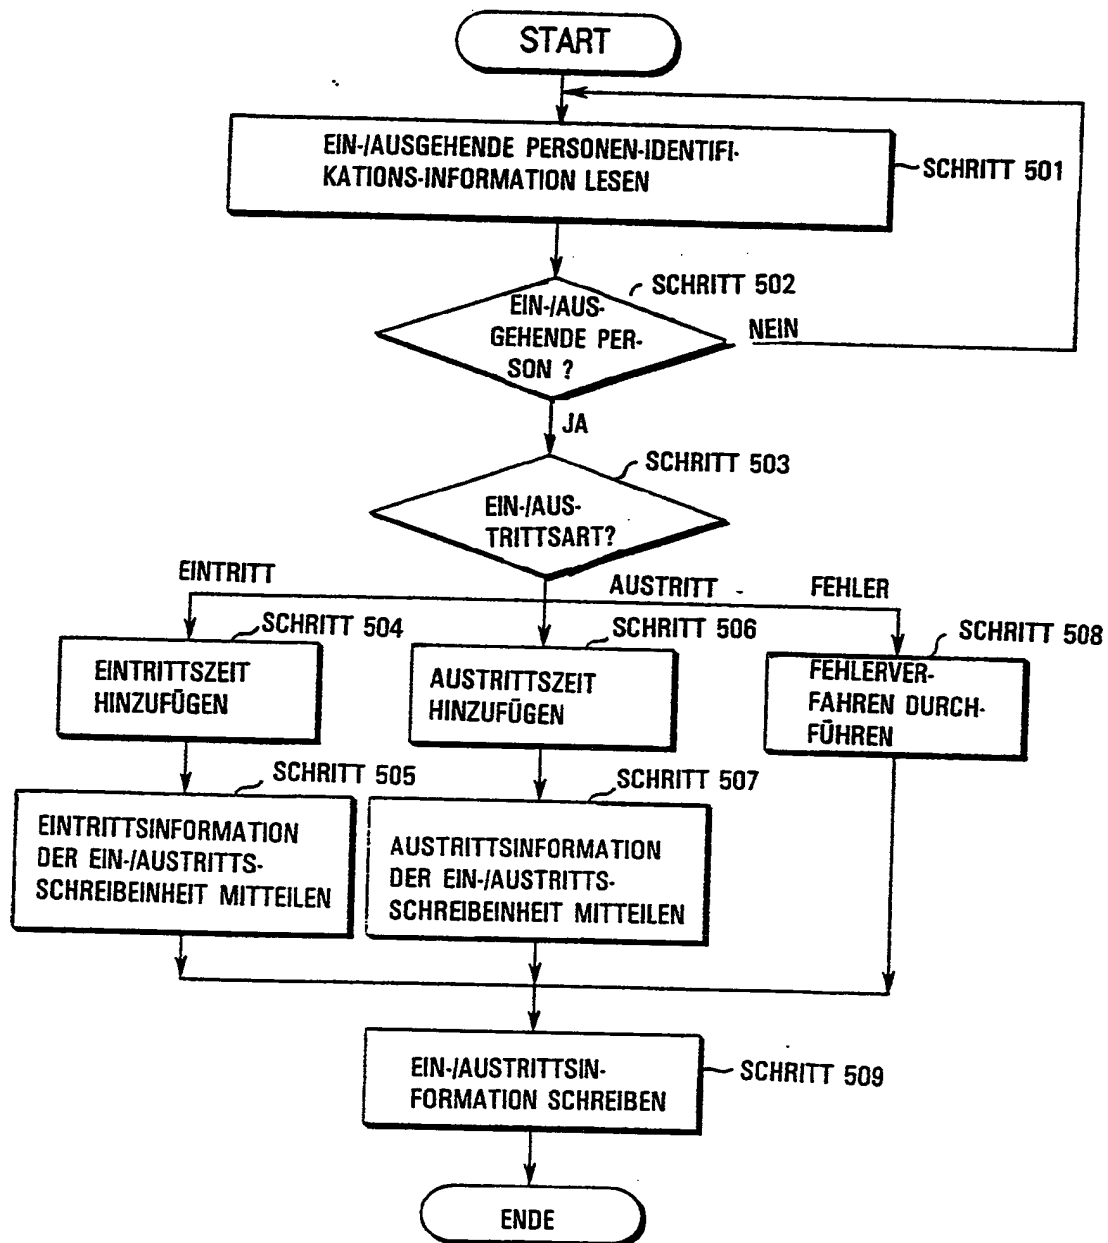 START
EIN-/AUSGEHENDE PERSONEN-IDENTIFI-
KATIONS-INFORMATION LESEN
SCHRITT 501
SCHRITT 502
EIN-/AUS-
GEHENDE PER-
SON ?
NEIN
JA
SCHRITT 503
EIN-/AUS-
TRITTSART?
EINTRITT
AUSTRITT
FEHLER
SCHRITT 504
EINTRITTSZEIT
HINZUFÜGEN
SCHRITT 506
AUSTRITTSZEIT
HINZUFÜGEN
SCHRITT 508
FEHLERVER-
FAHREN DURCH-
FÜHREN
SCHRITT 505
EINTRITTSINFORMATION
DER EIN-/AUSTRITTS-
SCHREIBEINHEIT MITTEILEN
SCHRITT 507
AUSTRITTSINFORMATION
DER EIN-/AUSTRITTS-
SCHREIBEINHEIT MITTEILEN
EIN-/AUSTRITTSIN-
FORMATION SCHREIBEN
SCHRITT 509
ENDE